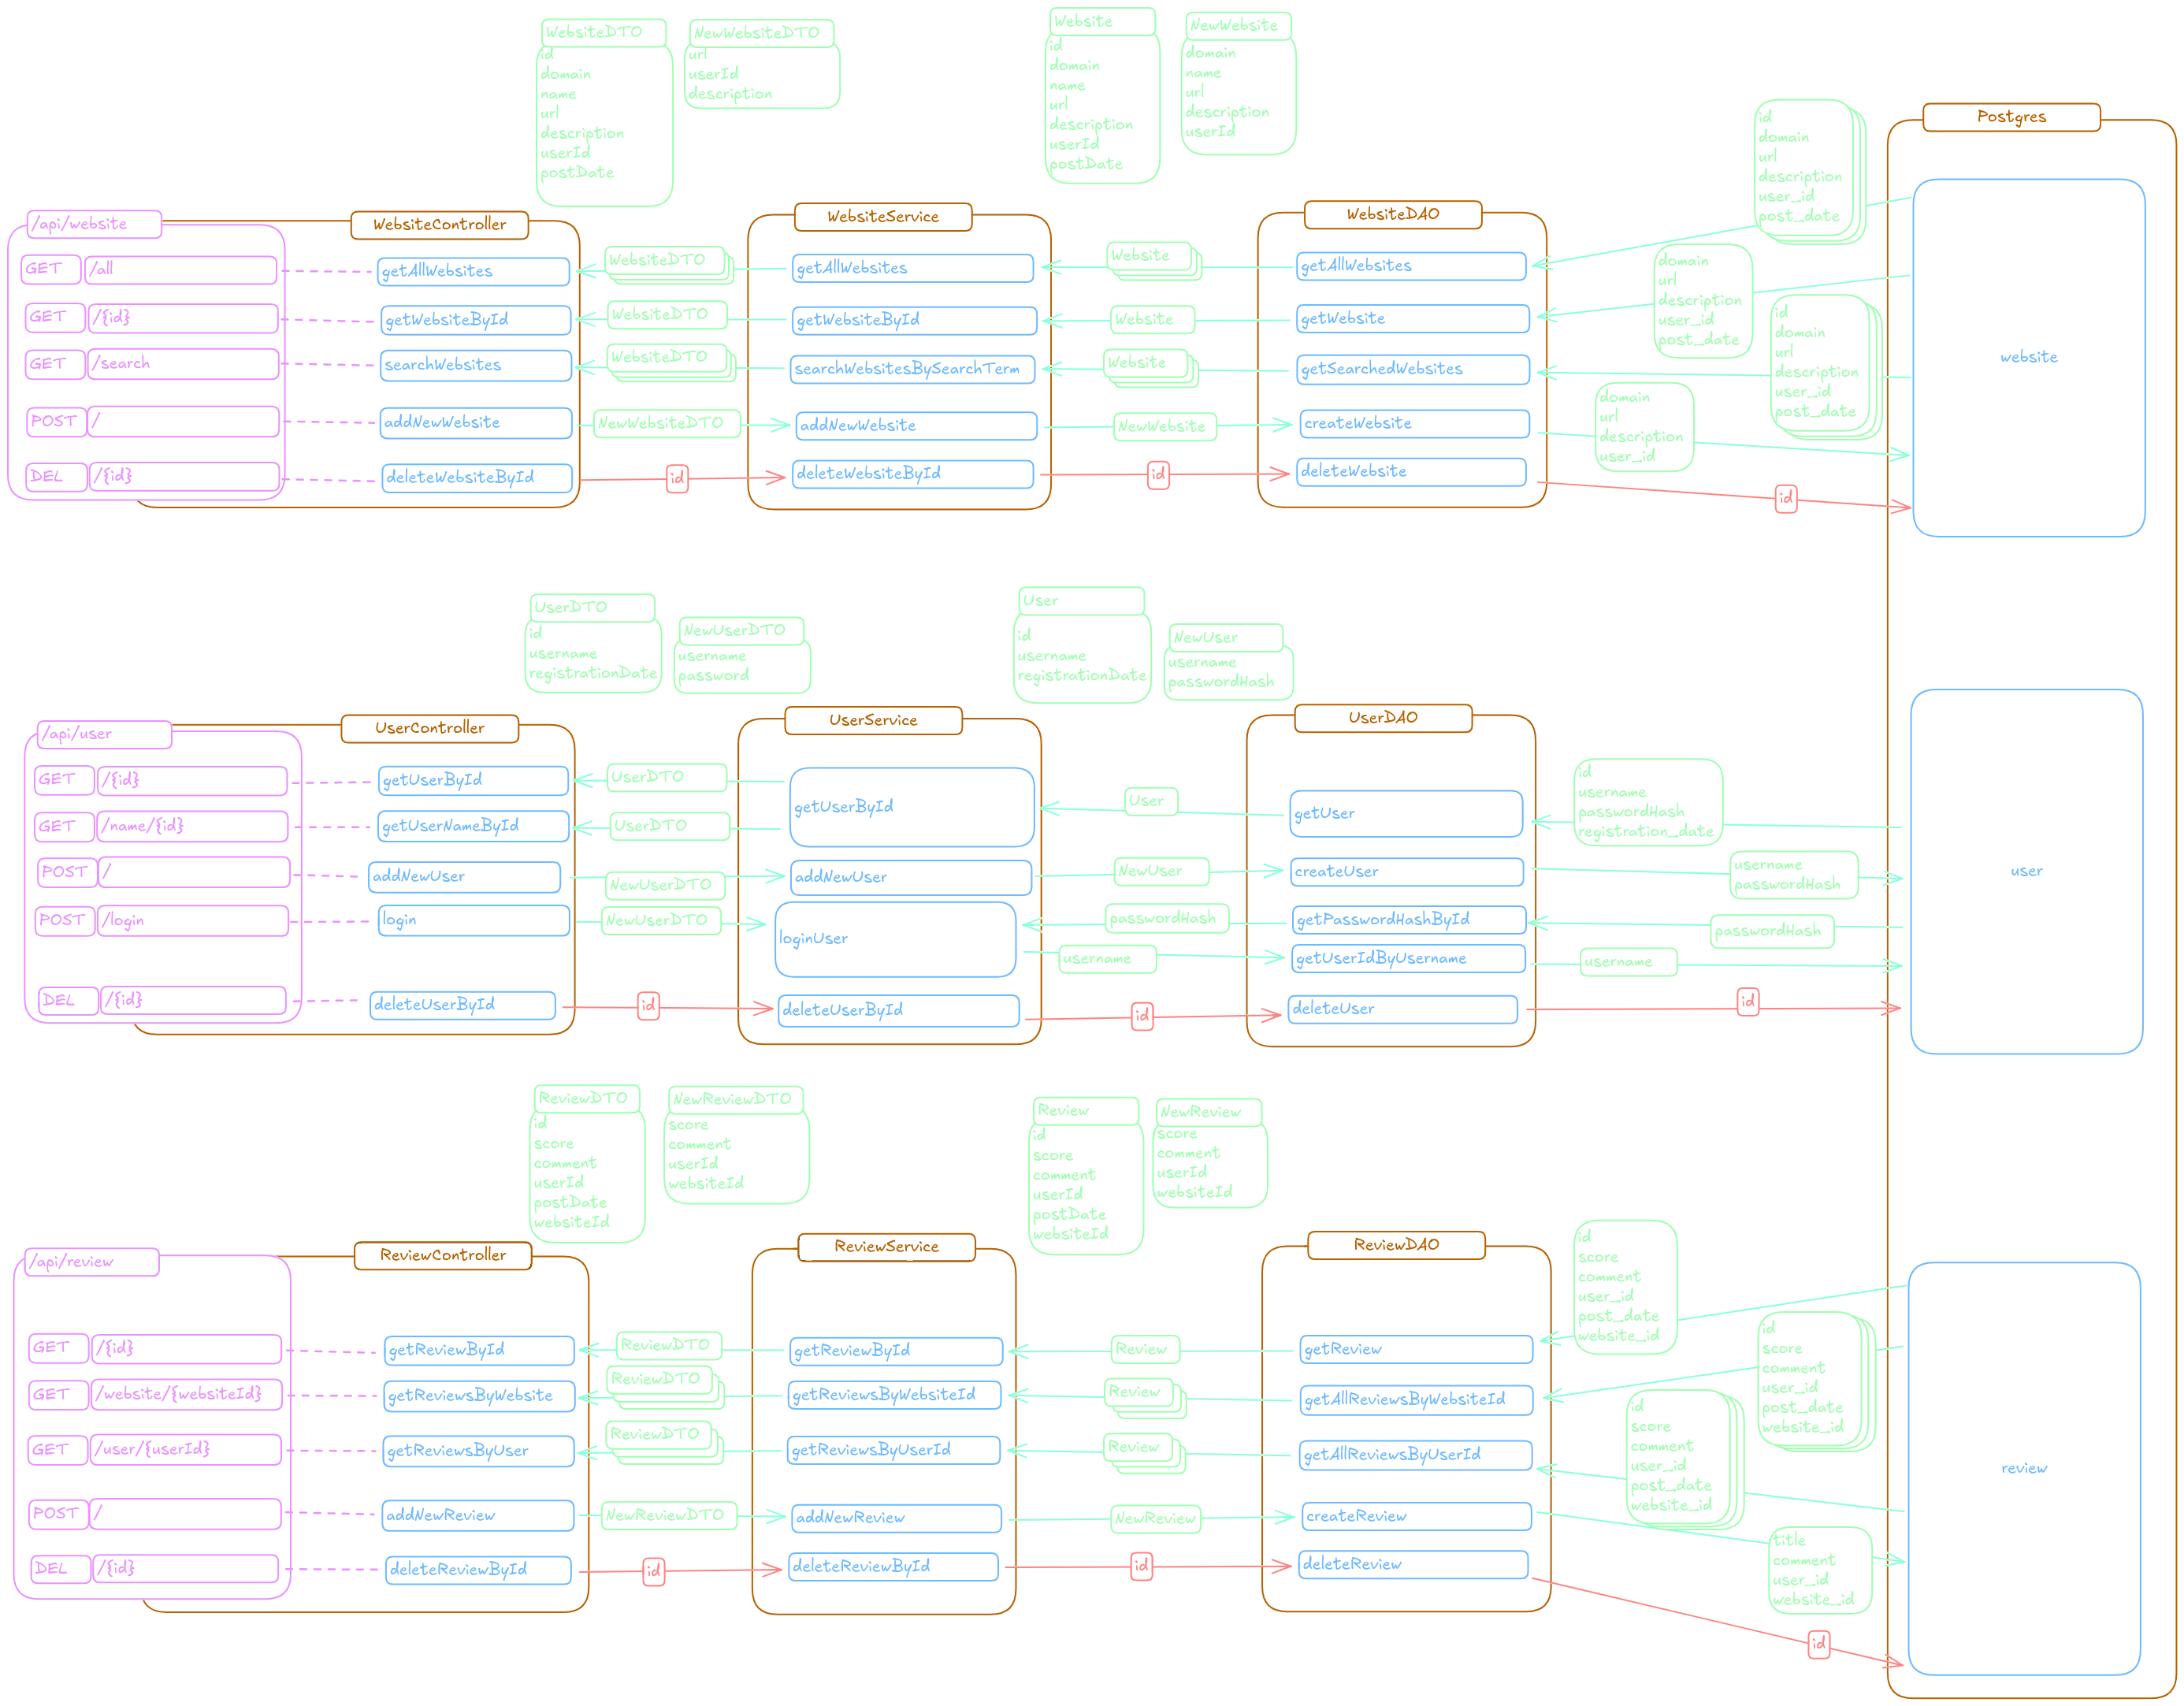 WebsiteDTO
id
domain
name
url
description
userId
postDate
NewWebsiteDTO
url
userId
description
Website
id
domain
name
url
description
userId
postDate
NewWebsite
domain
name
url
description
userId
Postgres
/api/website
WebsiteController
WebsiteService
WebsiteDAO
id
domain
url
description
user_id
post_date
GET /all
getAllWebsites
WebsiteDTO
getAllWebsites
Website
getAllWebsites
domain
url
description
user_id
post_date
GET /{id}
getWebsiteById
WebsiteDTO
getWebsiteById
Website
getWebsite
id
domain
url
description
user_id
post_date
website
GET /search
searchWebsites
WebsiteDTO
searchWebsitesBySearchTerm
Website
getSearchedWebsites
POST /
addNewWebsite
NewWebsiteDTO
addNewWebsite
NewWebsite
createWebsite
domain
url
description
user_id
DEL /{id}
deleteWebsiteById
id
deleteWebsiteById
id
deleteWebsite
id
UserDTO
id
username
registrationDate
NewUserDTO
username
password
User
id
username
registrationDate
NewUser
username
passwordHash
/api/user
UserController
UserService
UserDAO
GET /{id}
getUserById
UserDTO
getUserById
User
getUser
id
username
passwordHash
registration_date
GET /name/{id}
getUserNameById
UserDTO
POST /
addNewUser
NewUserDTO
addNewUser
NewUser
createUser
username
passwordHash
user
POST /login
login
NewUserDTO
loginUser
passwordHash
getPasswordHashById
passwordHash
username
getUserIdByUsername
username
DEL /{id}
deleteUserById
id
deleteUserById
id
deleteUser
id
ReviewDTO
id
score
comment
userId
postDate
websiteId
NewReviewDTO
score
comment
userId
websiteId
Review
id
score
comment
userId
postDate
websiteId
NewReview
score
comment
userId
websiteId
/api/review
ReviewController
ReviewService
ReviewDAO
id
score
comment
user_id
post_date
website_id
GET /{id}
getReviewById
ReviewDTO
getReviewById
Review
getReview
id
score
comment
user_id
post_date
website_id
GET /website/{websiteId}
getReviewsByWebsite
ReviewDTO
getReviewsByWebsiteId
Review
getAllReviewsByWebsiteId
id
score
comment
user_id
post_date
website_id
GET /user/{userId}
getReviewsByUser
ReviewDTO
getReviewsByUserId
Review
getAllReviewsByUserId
review
POST /
addNewReview
NewReviewDTO
addNewReview
NewReview
createReview
title
comment
user_id
website_id
DEL /{id}
deleteReviewById
id
deleteReviewById
id
deleteReview
id